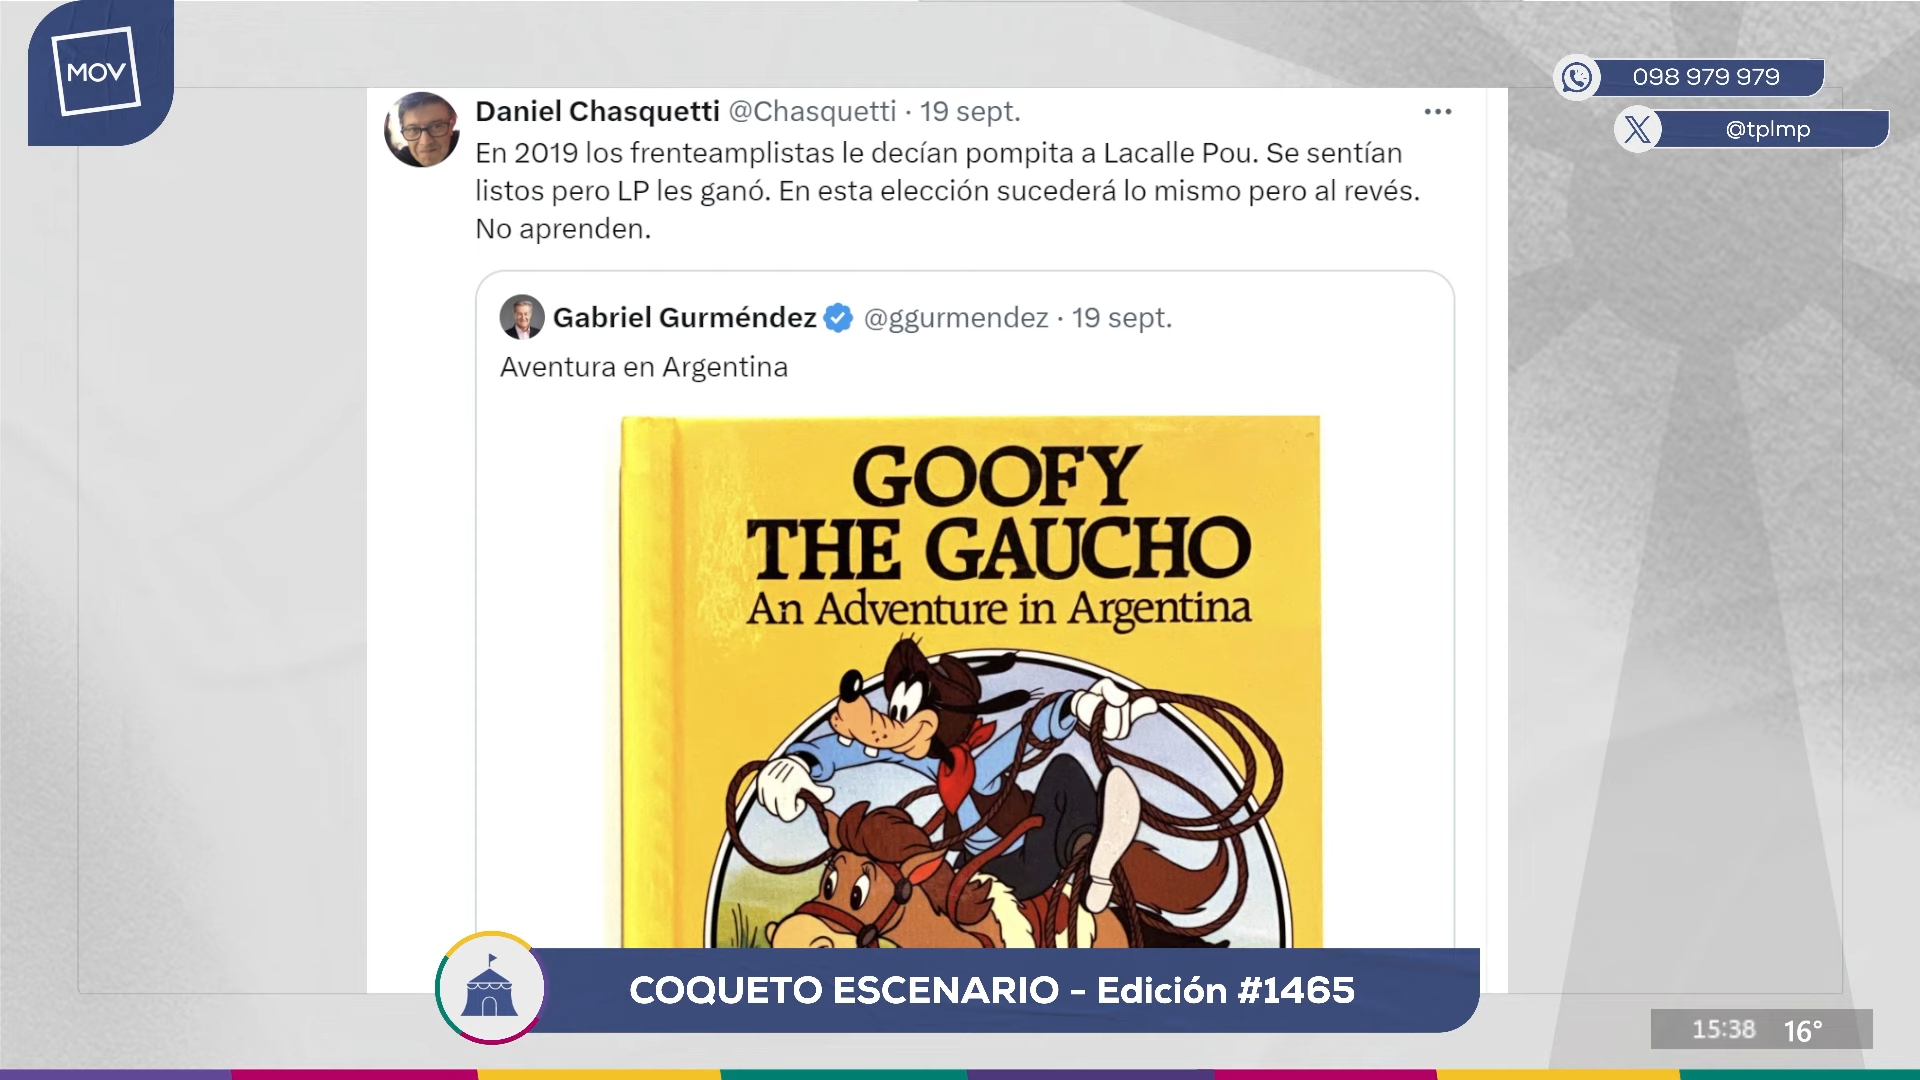 MOV
098 979 979
@tplmp
Daniel Chasquetti @Chasquetti · 19 sept.
En 2019 los frenteamplistas le decían pompita a Lacalle Pou. Se sentían
listos pero LP les ganó. En esta elección sucederá lo mismo pero al revés.
No aprenden.
Gabriel Gurméndez @ggurmendez · 19 sept.
Aventura en Argentina
GOOFY
THE GAUCHO
An Adventure in Argentina
COQUETO ESCENARIO - Edición #1465
15:38 16°